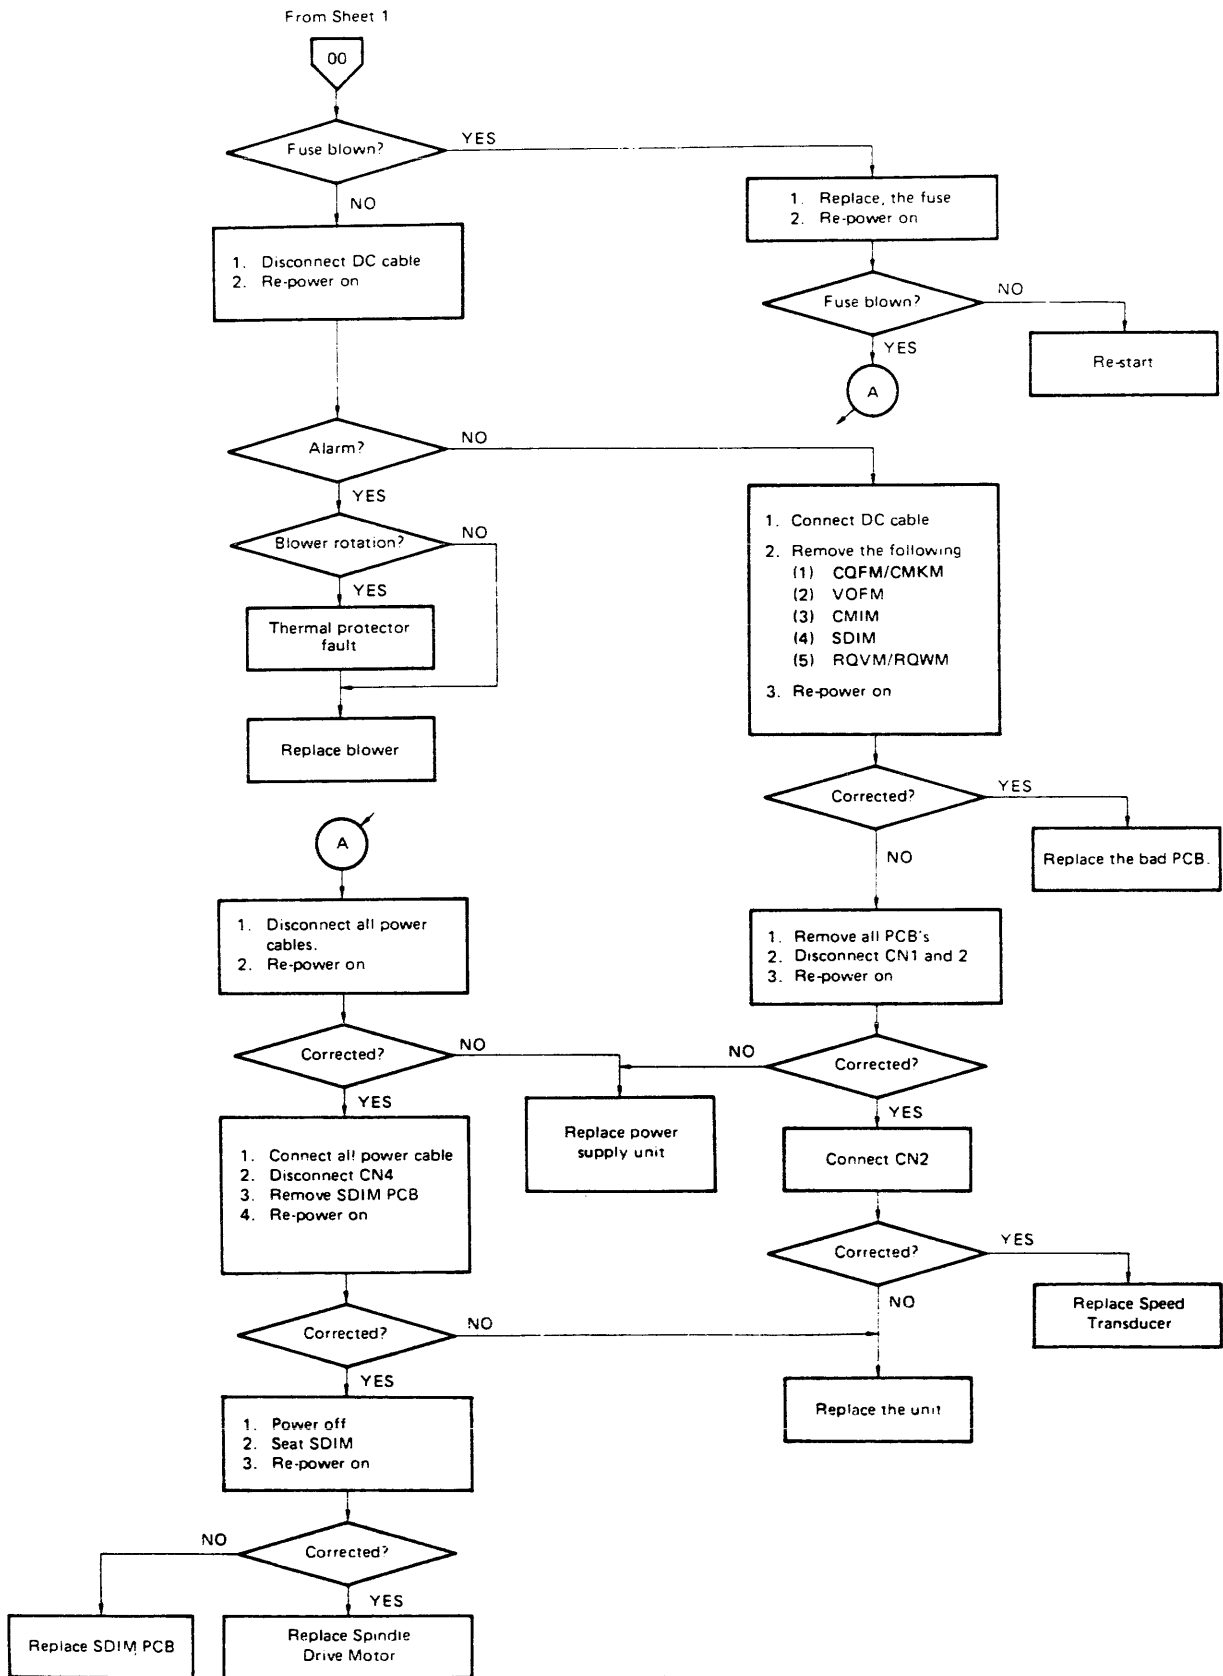 From Sheet 1
00
Fuse blown?
YES
NO
1. Replace, the fuse
2. Re-power on
1. Disconnect DC cable
2. Re-power on
Fuse blown?
NO
YES
Re-start
A
Alarm?
NO
YES
1. Connect DC cable
2. Remove the following
(1) CQFM/CMKM
(2) VOFM
(3) CMIM
(4) SDIM
(5) RQVM/RQWM
3. Re-power on
Blower rotation?
NO
YES
Thermal protector
fault
Replace blower
Corrected?
YES
NO
Replace the bad PCB.
A
1. Disconnect all power
cables.
2. Re-power on
1. Remove all PCB's
2. Disconnect CN1 and 2
3. Re-power on
Corrected?
NO
YES
NO
Corrected?
YES
Replace power
supply unit
1. Connect all power cable
2. Disconnect CN4
3. Remove SDIM PCB
4. Re-power on
Connect CN2
Corrected?
YES
NO
Replace Speed
Transducer
Corrected?
NO
YES
Replace the unit
1. Power off
2. Seat SDIM
3. Re-power on
NO
Corrected?
YES
Replace SDIM PCB
Replace Spindle
Drive Motor